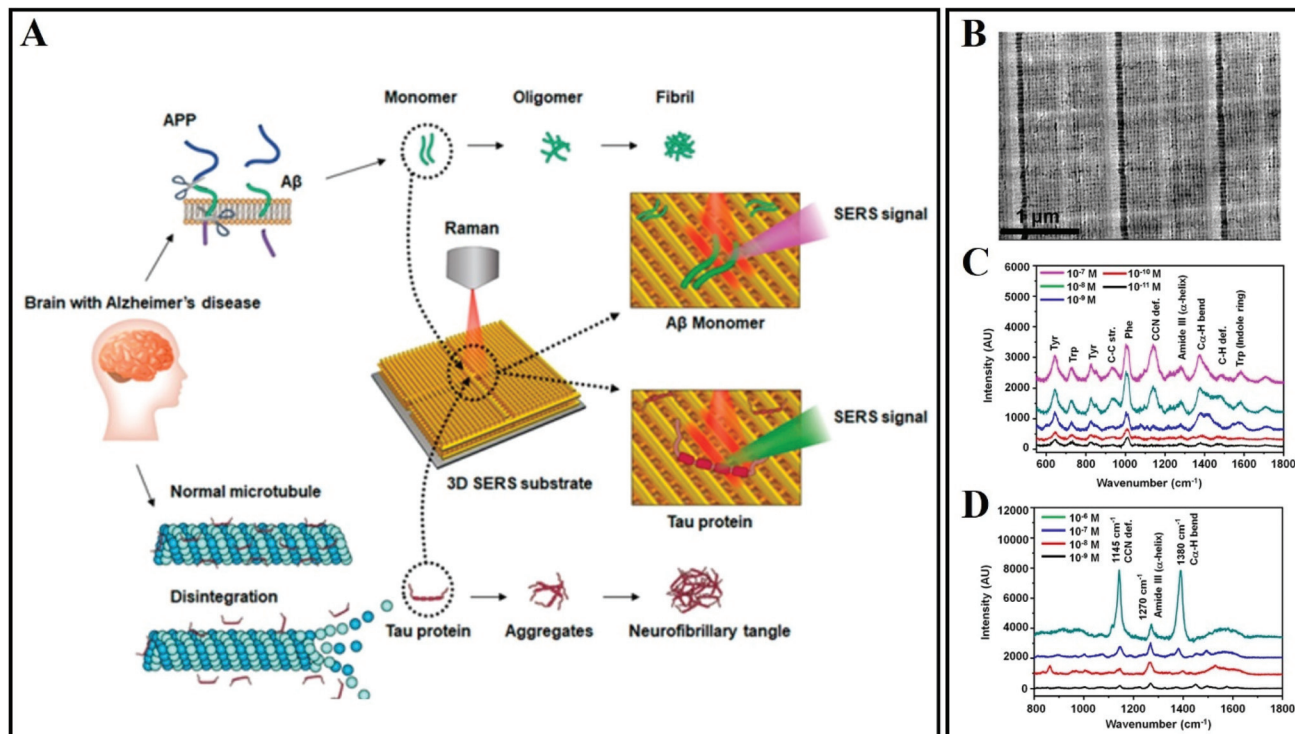 A
Monomer
Oligomer
Fibril
APP
Aβ
Raman
SERS signal
Aβ Monomer
Brain with Alzheimer's disease
SERS signal
3D SERS substrate
Tau protein
Normal microtubule
Disintegration
Tau protein
Aggregates
Neurofibrillary tangle
B
1 µm
C
6000
5000
4000
3000
2000
1000
0
Intensity (AU)
10⁻⁷ M
10⁻⁸ M
10⁻⁹ M
10⁻¹⁰ M
10⁻¹¹ M
Tyr
Trp
Tyr
C-C str.
Phe
CCN def.
Amide III (α-helix)
Cα-H bend
C-H def.
Trp (Indole ring)
600 800 1000 1200 1400 1600 1800
Wavenumber (cm⁻¹)
D
12000
10000
8000
6000
4000
2000
0
Intensity (AU)
10⁻⁶ M
10⁻⁷ M
10⁻⁸ M
10⁻⁹ M
1145 cm⁻¹
CCN def.
1270 cm⁻¹
Amide III (α-helix)
1380 cm⁻¹
Cα-H bend
800 1000 1200 1400 1600 1800
Wavenumber (cm⁻¹)